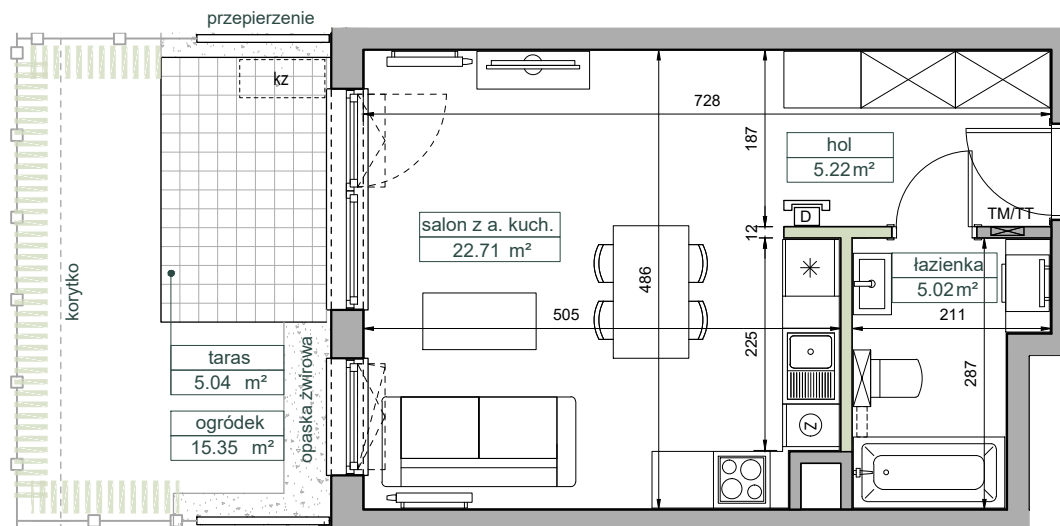 przepierzenie
kz
728
187
hol
5.22 m²
TM/TT
D
salon z a. kuch.
22.71 m²
12
486
łazienka
5.02 m²
korytko
505
211
225
287
taras
5.04 m²
opaska żwirowa
ogródek
15.35 m²
Z